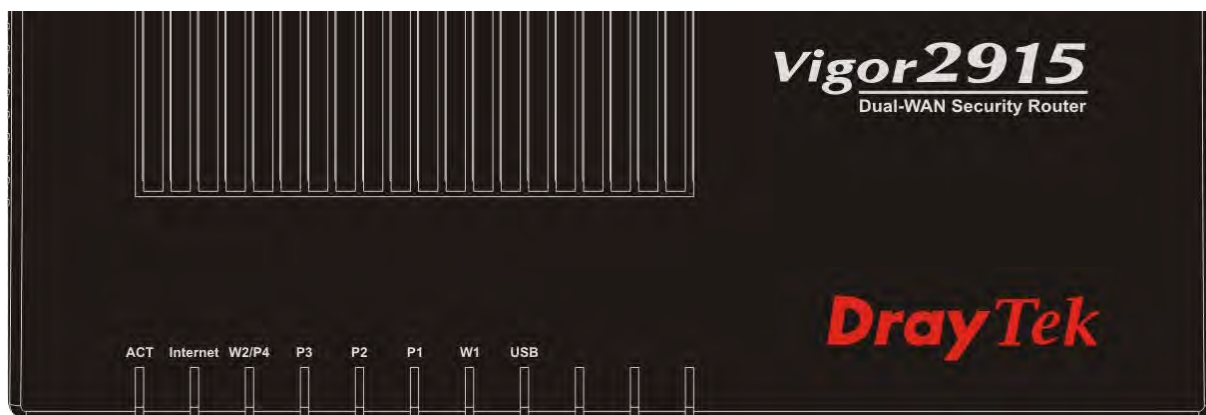 Vigor2915
Dual-WAN Security Router
DrayTek
ACT Internet W2/P4 P3 P2 P1 W1 USB